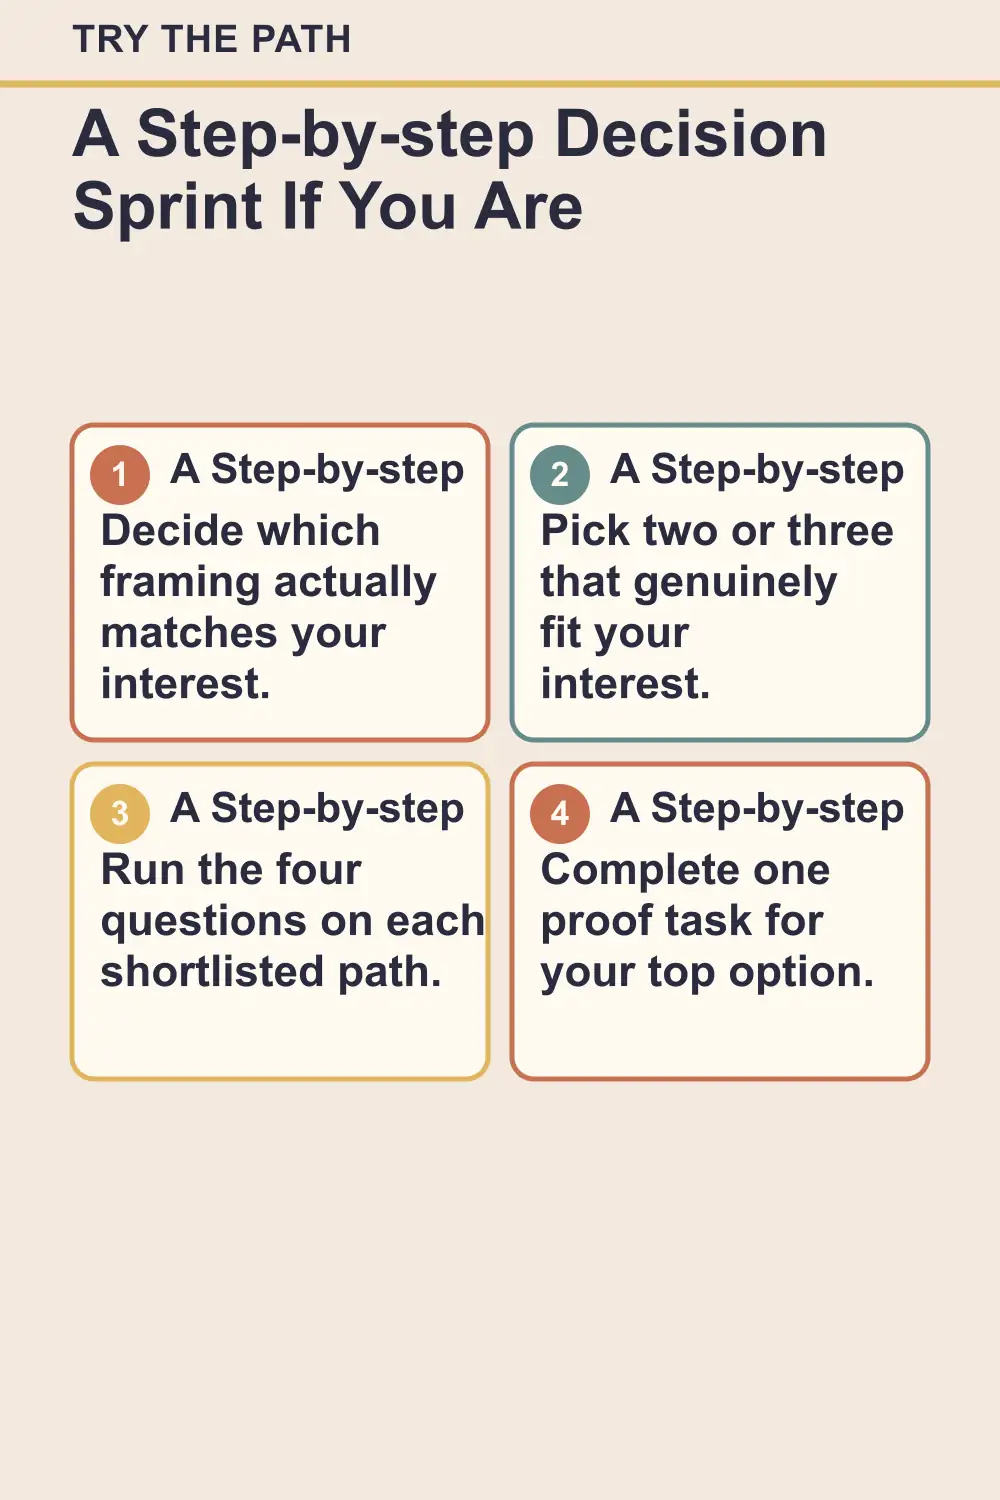 TRY THE PATH
A Step-by-step Decision
Sprint If You Are
1 A Step-by-step
Decide which
framing actually
matches your
interest.
2 A Step-by-step
Pick two or three
that genuinely
fit your
interest.
3 A Step-by-step
Run the four
questions on each
shortlisted path.
4 A Step-by-step
Complete one
proof task for
your top option.